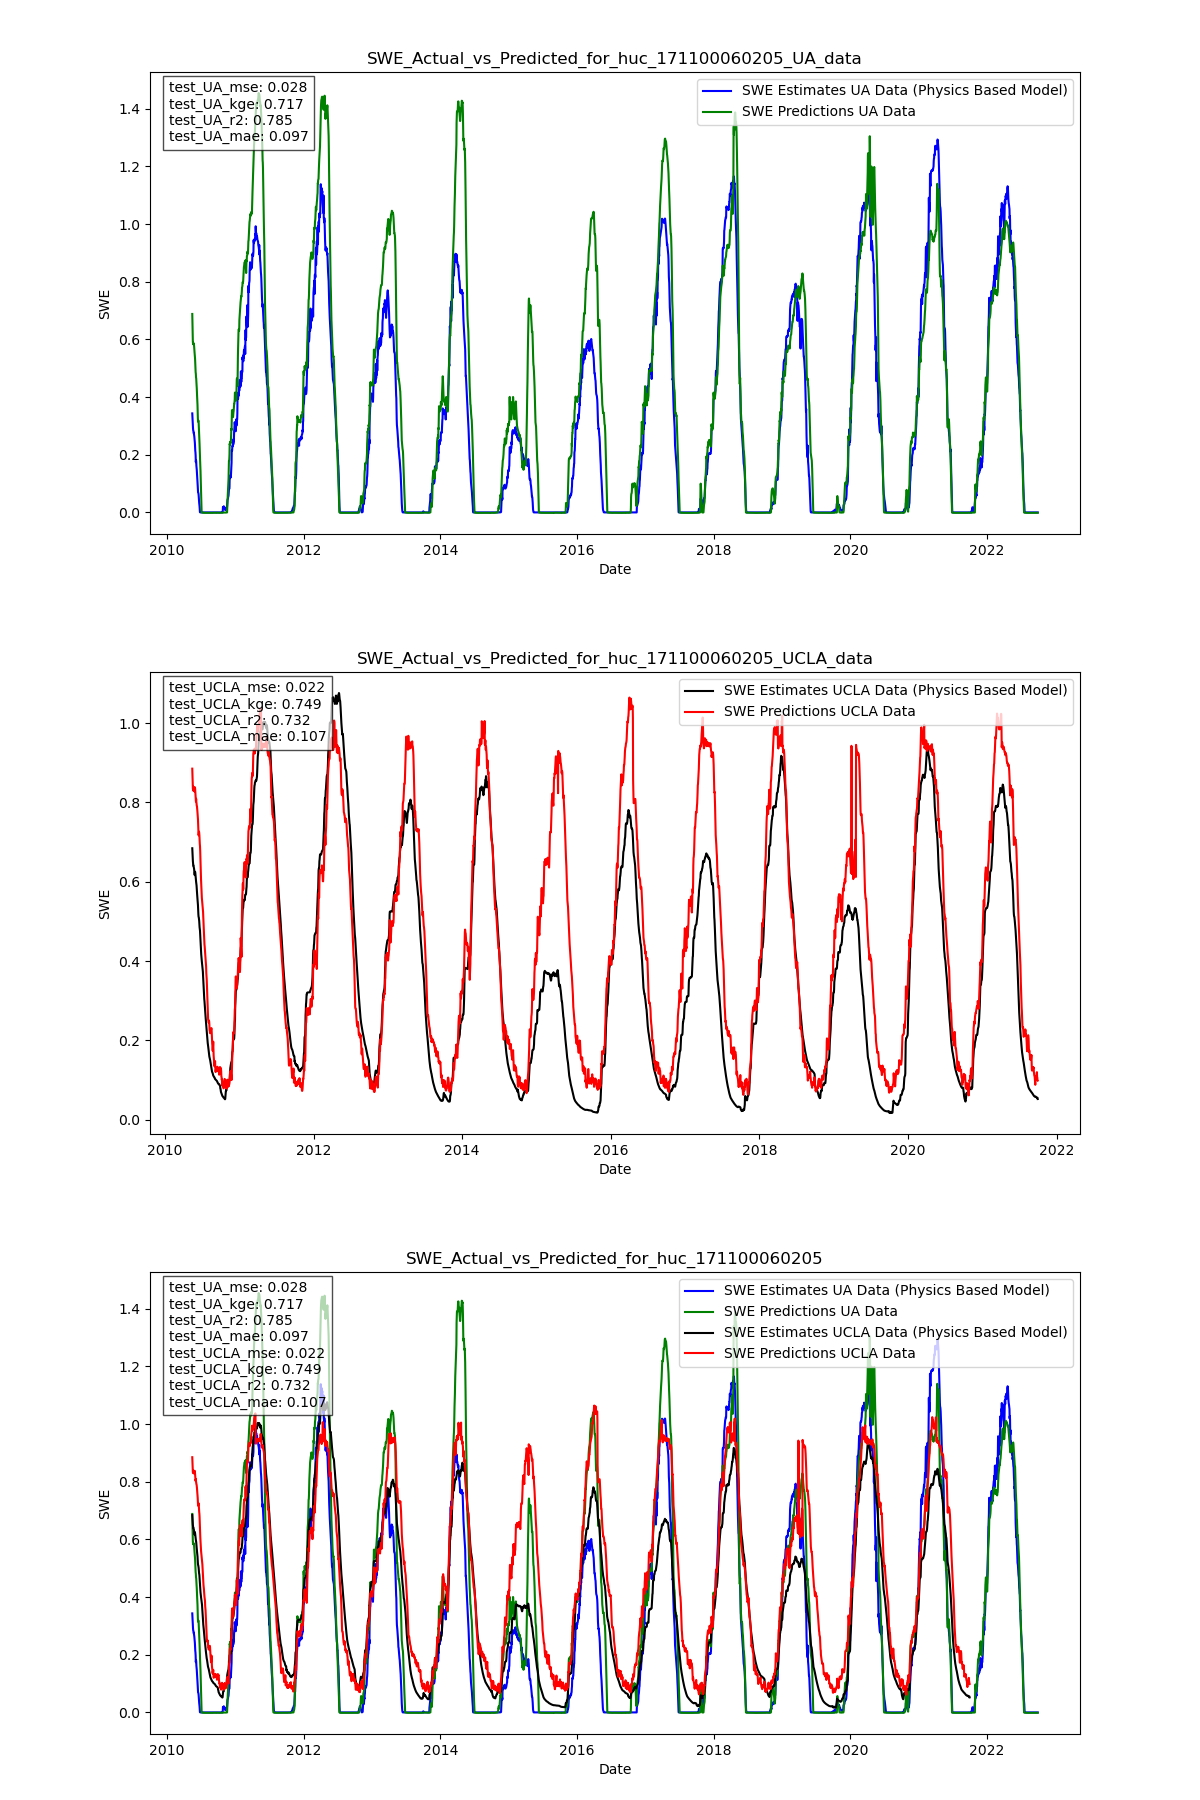 SWE_Actual_vs_Predicted_for_huc_171100060205_UA_data
test_UA_mse: 0.028
test_UA_kge: 0.717
test_UA_r2: 0.785
test_UA_mae: 0.097
SWE Estimates UA Data (Physics Based Model)
SWE Predictions UA Data
1.4
1.2
1.0
0.8
0.6
0.4
0.2
0.0
SWE
2010 2012 2014 2016 2018 2020 2022
Date
SWE_Actual_vs_Predicted_for_huc_171100060205_UCLA_data
test_UCLA_mse: 0.022
test_UCLA_kge: 0.749
test_UCLA_r2: 0.732
test_UCLA_mae: 0.107
SWE Estimates UCLA Data (Physics Based Model)
SWE Predictions UCLA Data
1.0
0.8
0.6
0.4
0.2
0.0
SWE
2010 2012 2014 2016 2018 2020 2022
Date
SWE_Actual_vs_Predicted_for_huc_171100060205
test_UA_mse: 0.028
test_UA_kge: 0.717
test_UA_r2: 0.785
test_UA_mae: 0.097
test_UCLA_mse: 0.022
test_UCLA_kge: 0.749
test_UCLA_r2: 0.732
test_UCLA_mae: 0.107
SWE Estimates UA Data (Physics Based Model)
SWE Predictions UA Data
SWE Estimates UCLA Data (Physics Based Model)
SWE Predictions UCLA Data
1.4
1.2
1.0
0.8
0.6
0.4
0.2
0.0
SWE
2010 2012 2014 2016 2018 2020 2022
Date